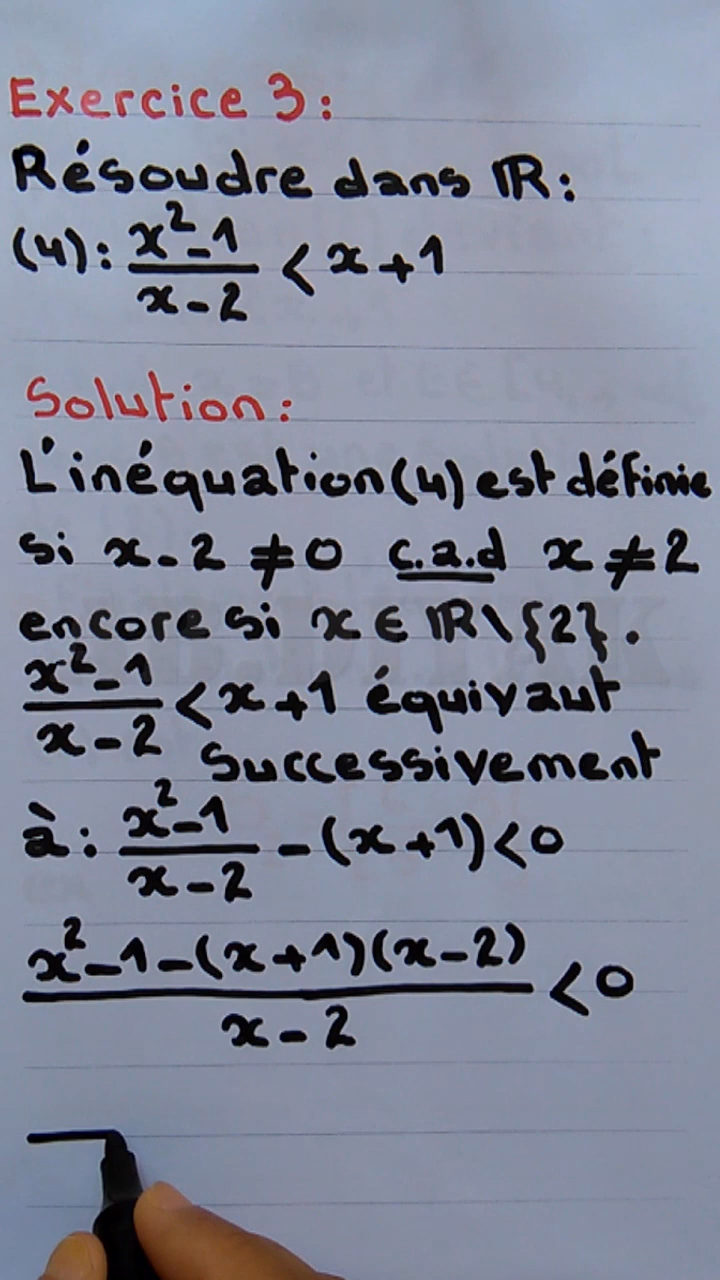 Exercice 3 :
Résoudre dans ℝ :
(4) : (x²-1)/(x-2) < x+1
Solution :
L'inéquation (4) est définie
si x-2 ≠ 0 c.a.d x ≠ 2
encore si x ∈ ℝ\{2}.
(x²-1)/(x-2) < x+1 équivaut
successivement
à : (x²-1)/(x-2) - (x+1) < 0
(x²-1-(x+1)(x-2))/(x-2) < 0